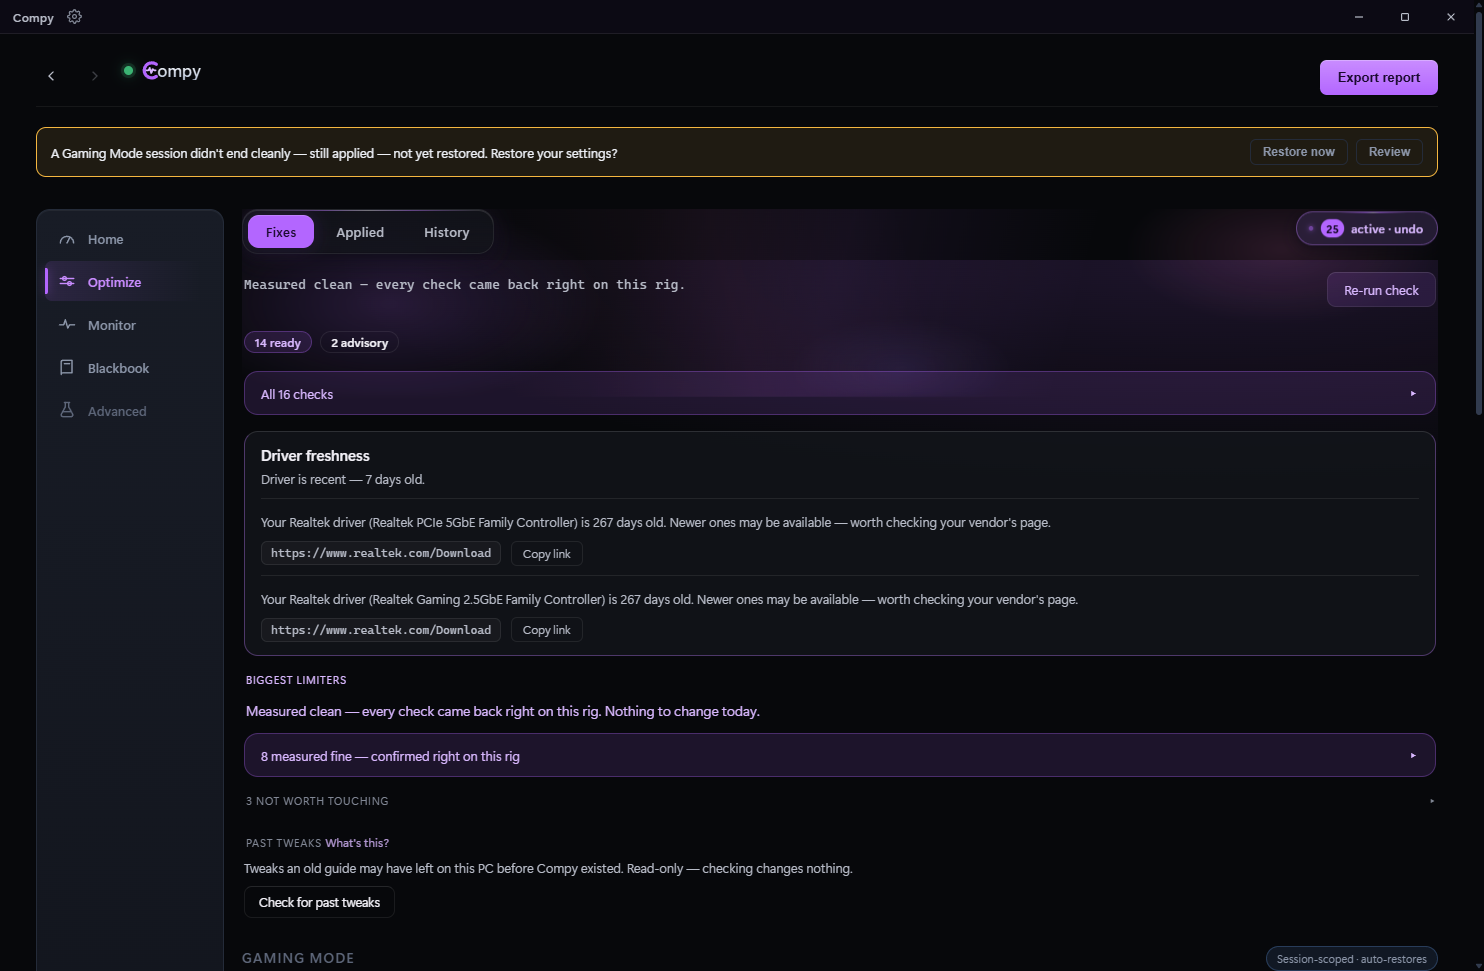 Compy
Compy
Export report
A Gaming Mode session didn't end cleanly — still applied — not yet restored. Restore your settings?
Restore now
Review
Home
Optimize
Monitor
Blackbook
Advanced
Fixes
Applied
History
25 active · undo
Measured clean — every check came back right on this rig.
Re-run check
14 ready
2 advisory
All 16 checks
Driver freshness
Driver is recent — 7 days old.
Your Realtek driver (Realtek PCIe 5GbE Family Controller) is 267 days old. Newer ones may be available — worth checking your vendor's page.
https://www.realtek.com/Download
Copy link
Your Realtek driver (Realtek Gaming 2.5GbE Family Controller) is 267 days old. Newer ones may be available — worth checking your vendor's page.
https://www.realtek.com/Download
Copy link
BIGGEST LIMITERS
Measured clean — every check came back right on this rig. Nothing to change today.
8 measured fine — confirmed right on this rig
3 NOT WORTH TOUCHING
PAST TWEAKS What's this?
Tweaks an old guide may have left on this PC before Compy existed. Read-only — checking changes nothing.
Check for past tweaks
GAMING MODE
Session-scoped · auto-restores